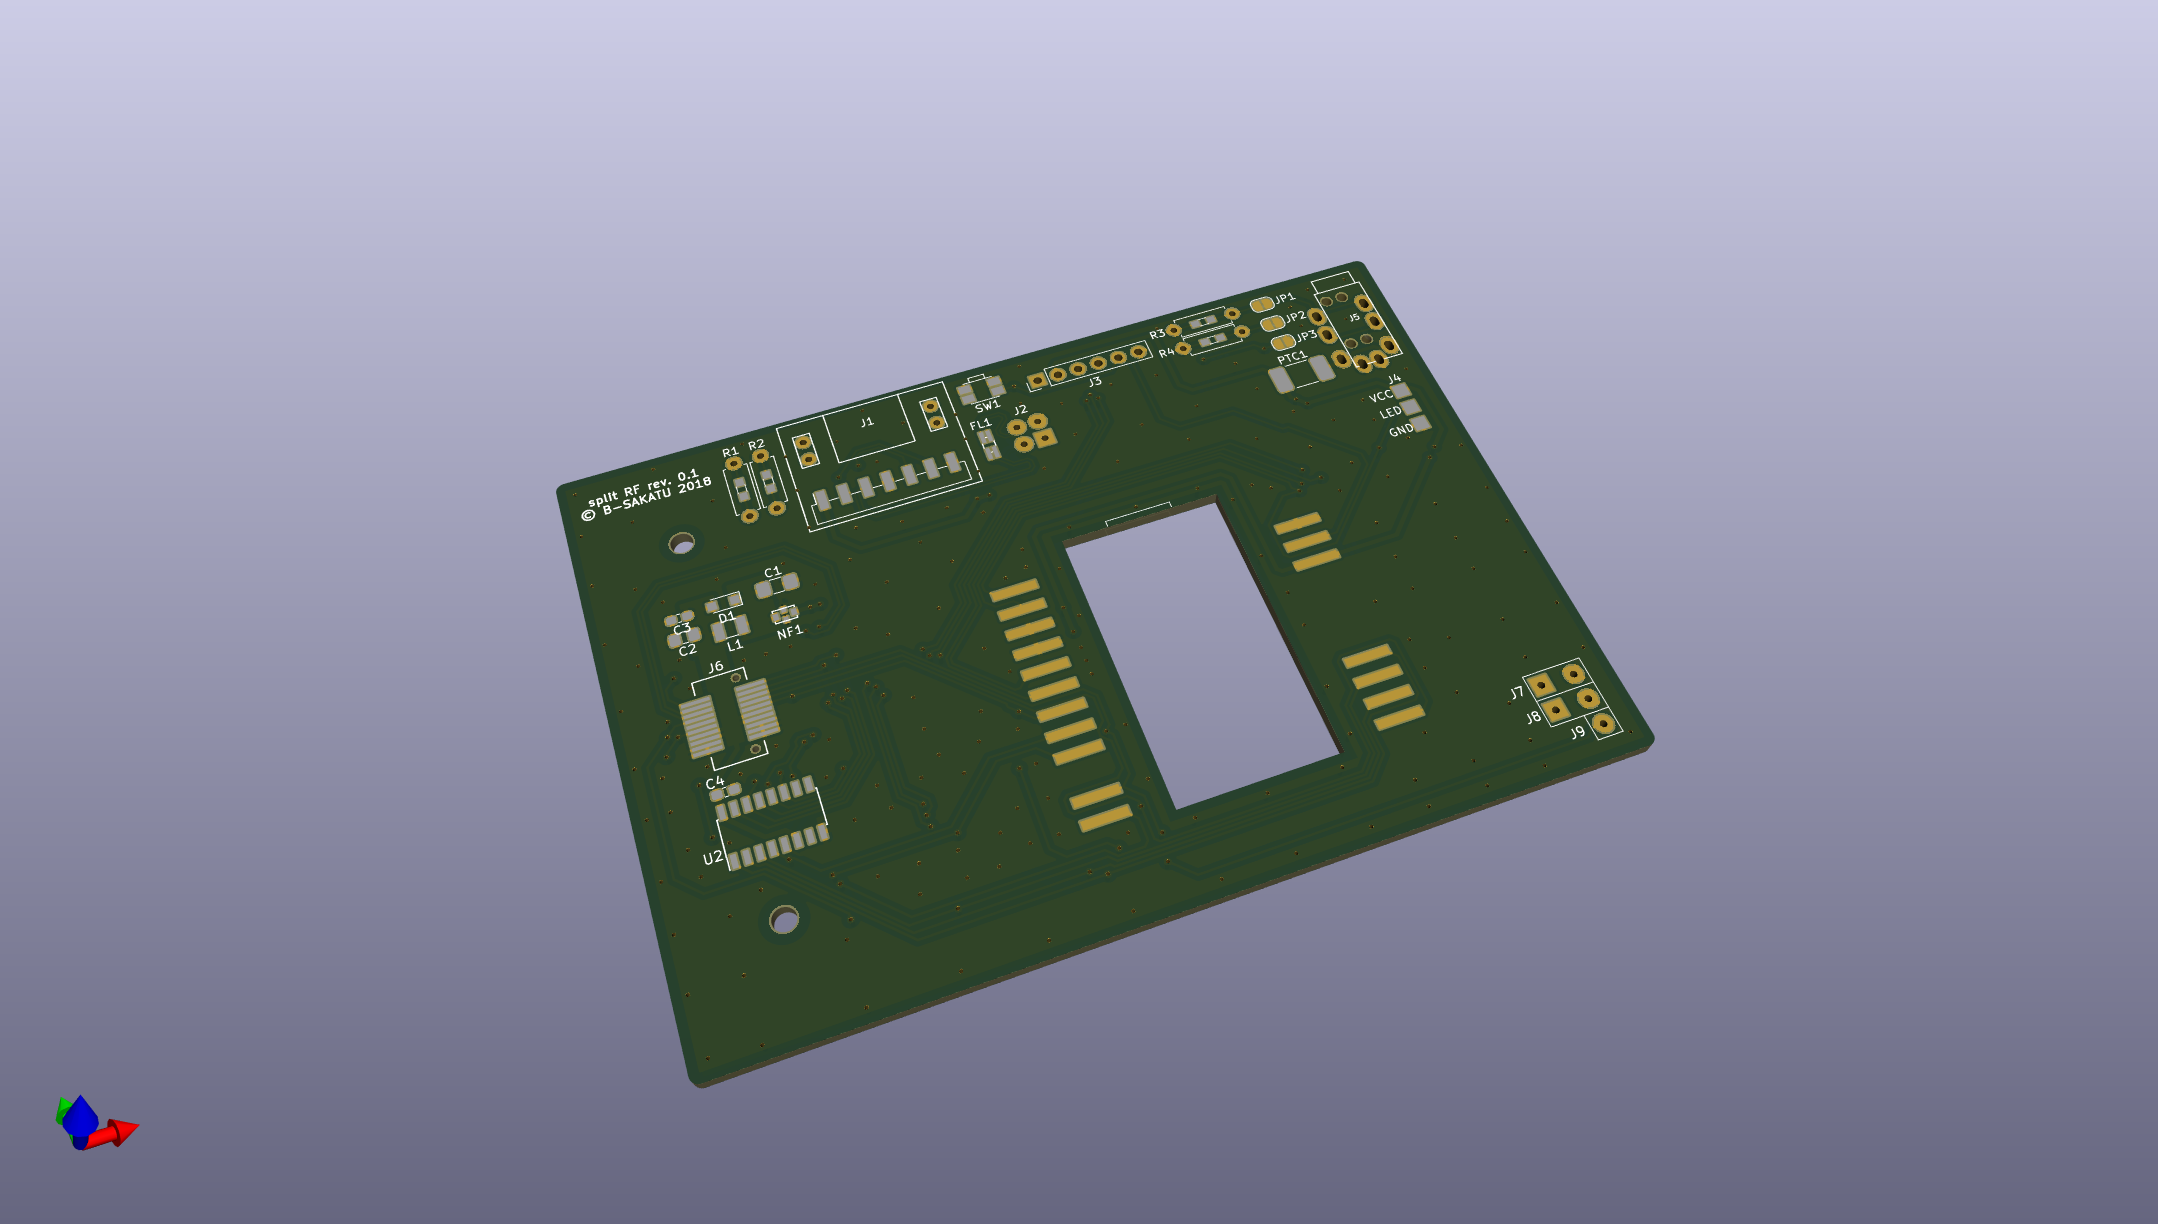 split RF rev. 0.1
© B-SAKATU 2018
R1
R2
J1
SW1
FL1
J2
J3
R3
R4
JP1
JP2
JP3
PTC1
J5
J4
VCC
LED
GND
C1
C3
D1
C2
L1
NF1
J6
C4
U2
J7
J8
J9